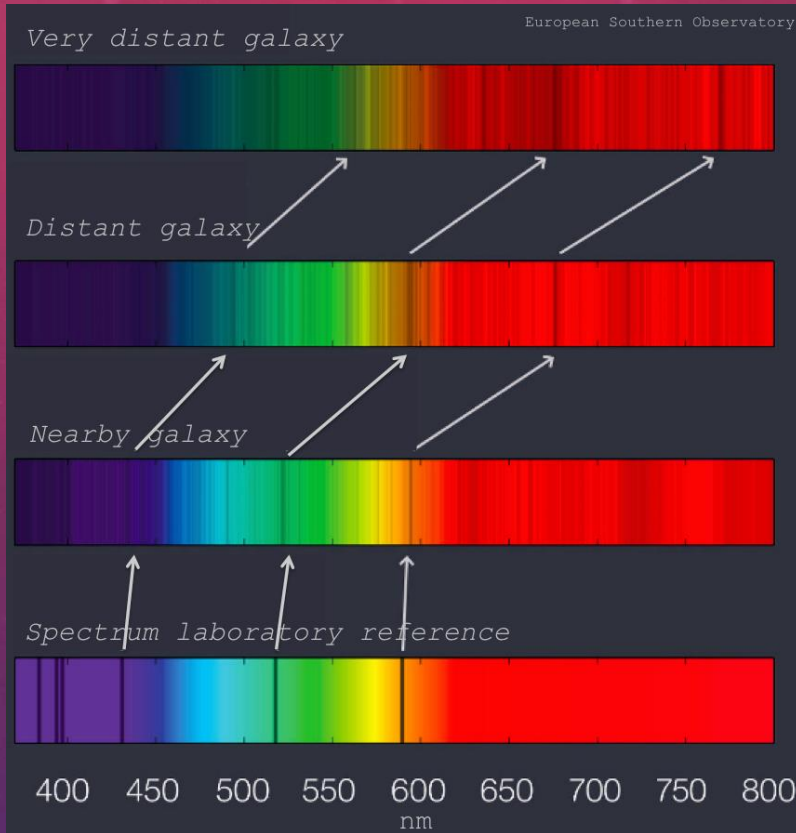 European Southern Observatory
Very distant galaxy
Distant galaxy
Nearby galaxy
Spectrum laboratory reference
400 450 500 550 600 650 700 750 800
nm